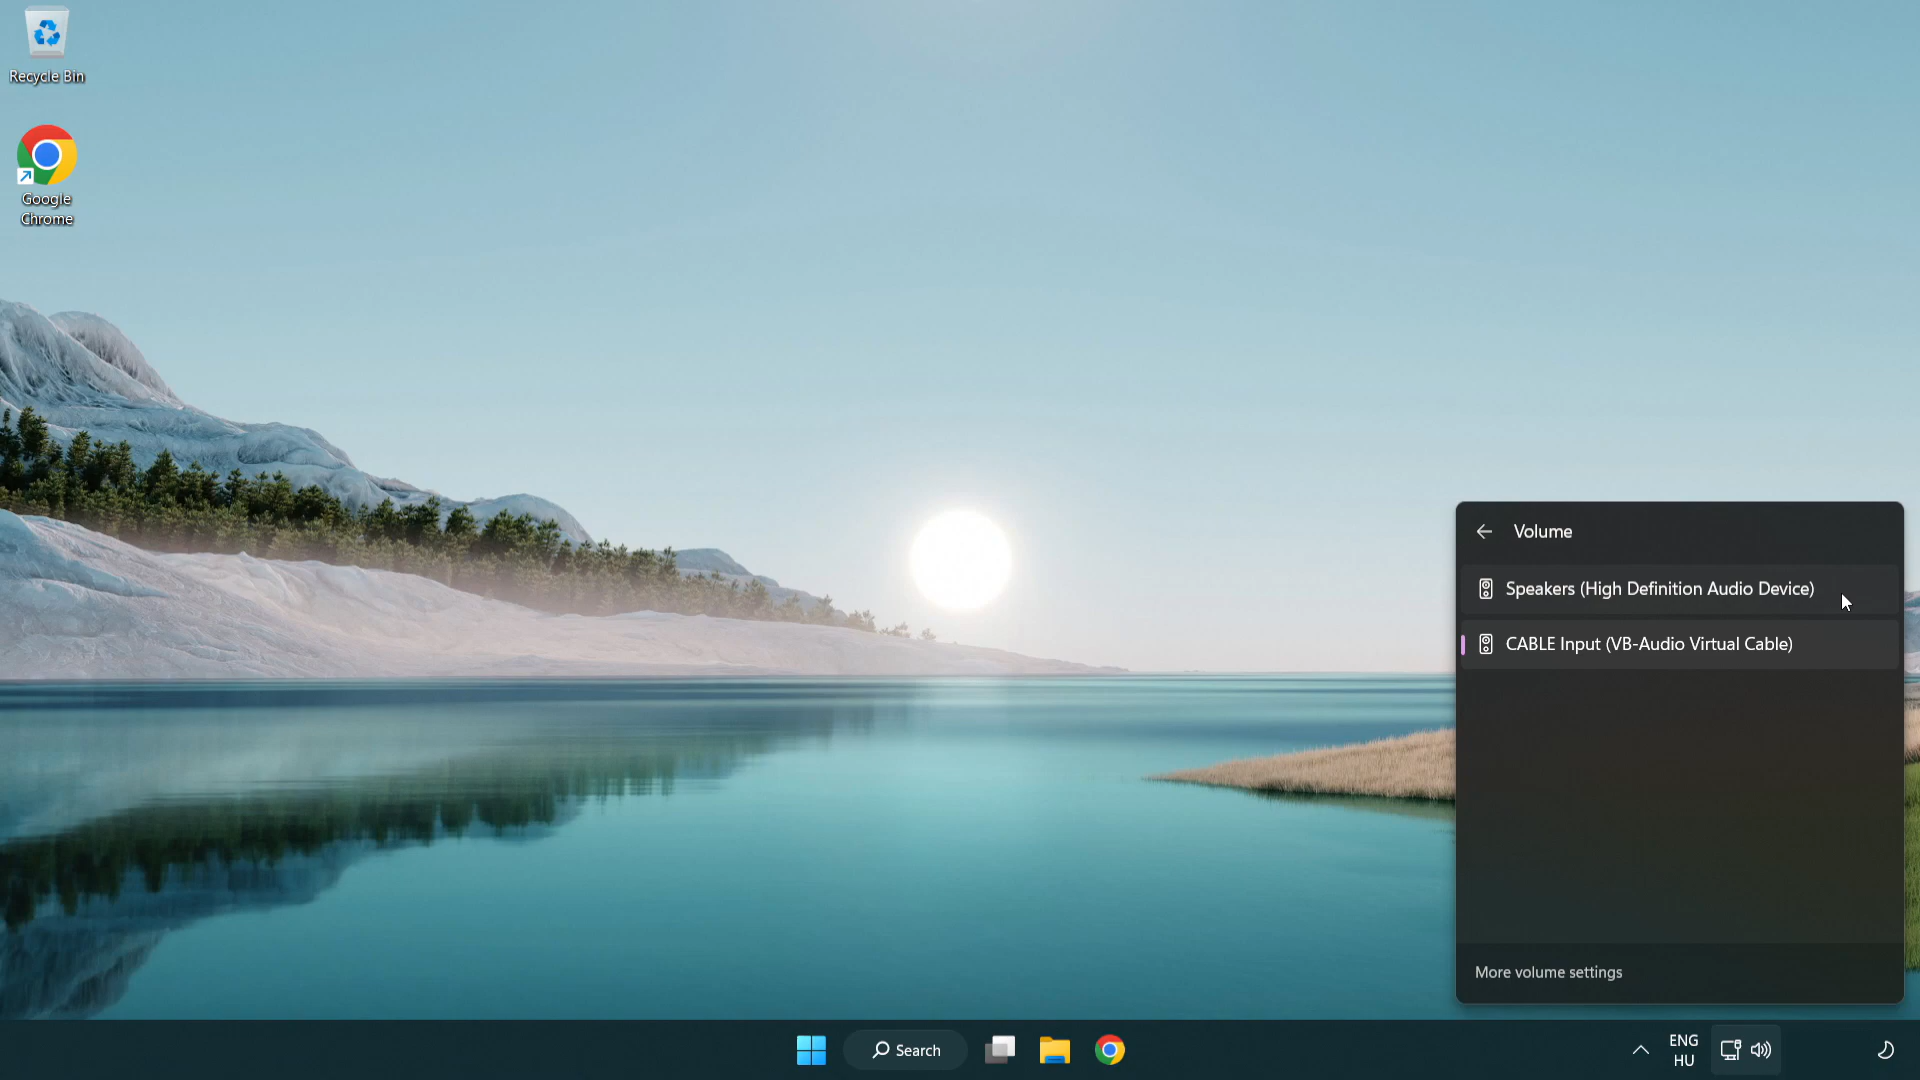 Recycle Bin
Google
Chrome
Volume
Speakers (High Definition Audio Device)
CABLE Input (VB-Audio Virtual Cable)
More volume settings
Search
ENG
HU